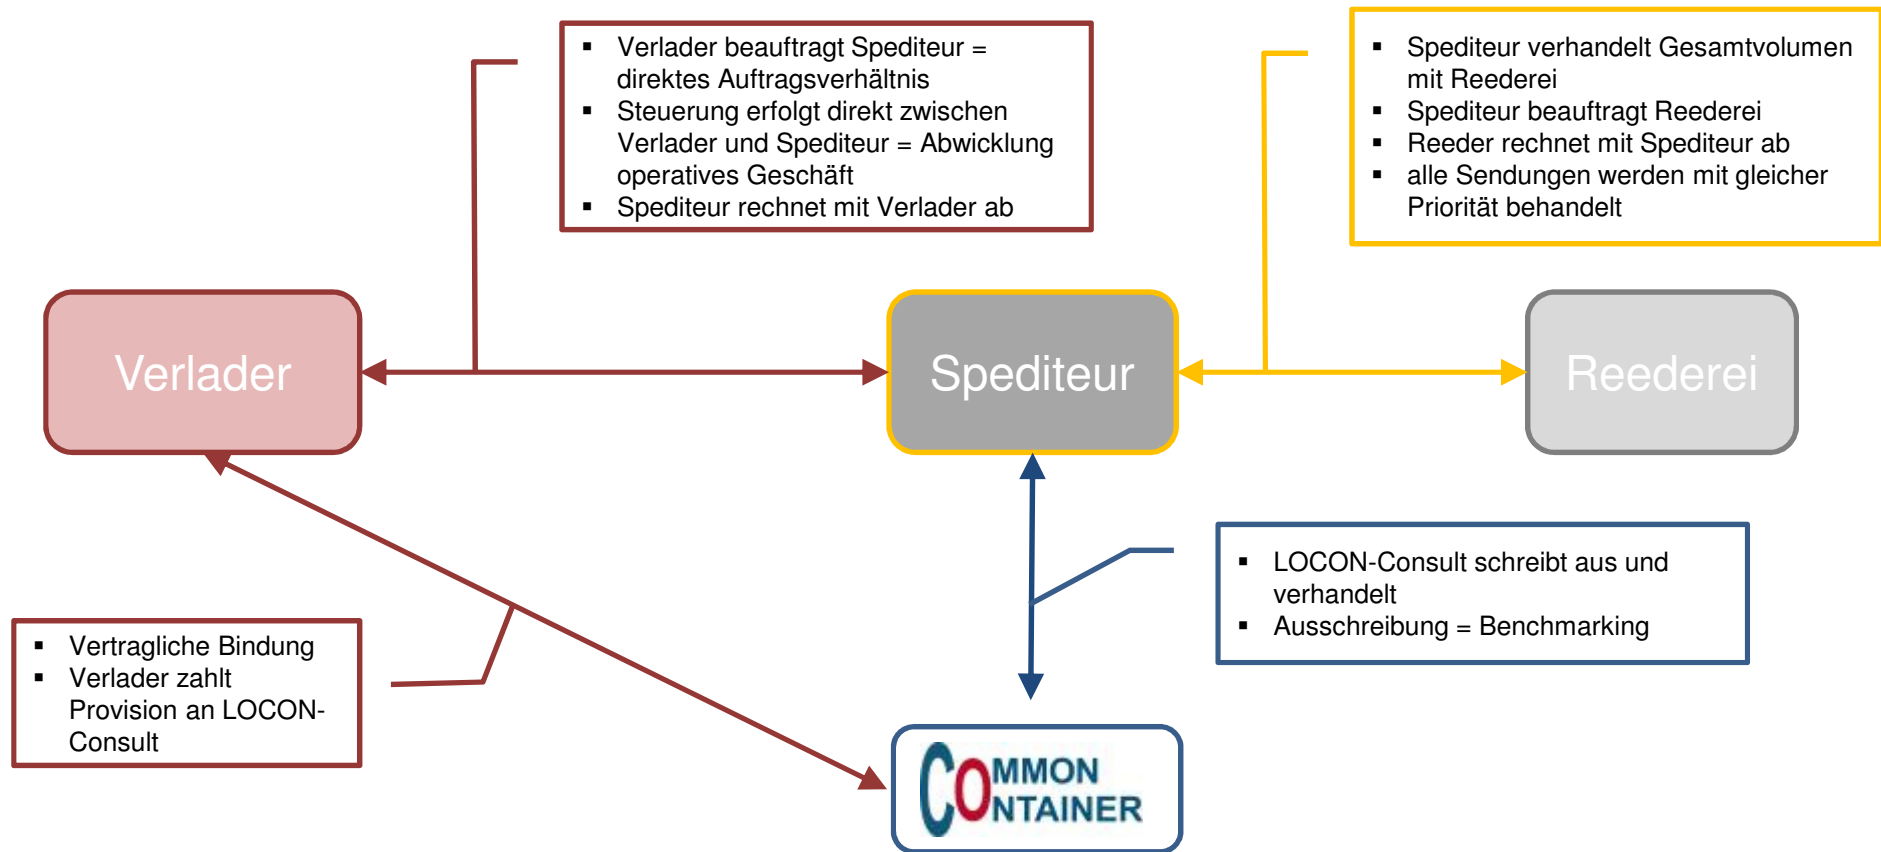 ▪ Verlader beauftragt Spediteur =
direktes Auftragsverhältnis
▪ Steuerung erfolgt direkt zwischen
Verlader und Spediteur = Abwicklung
operatives Geschäft
▪ Spediteur rechnet mit Verlader ab
▪ Spediteur verhandelt Gesamtvolumen
mit Reederei
▪ Spediteur beauftragt Reederei
▪ Reeder rechnet mit Spediteur ab
▪ alle Sendungen werden mit gleicher
Priorität behandelt
Verlader
Spediteur
Reederei
▪ LOCON-Consult schreibt aus und
verhandelt
▪ Ausschreibung = Benchmarking
▪ Vertragliche Bindung
▪ Verlader zahlt
Provision an LOCON-
Consult
COMMON
CONTAINER